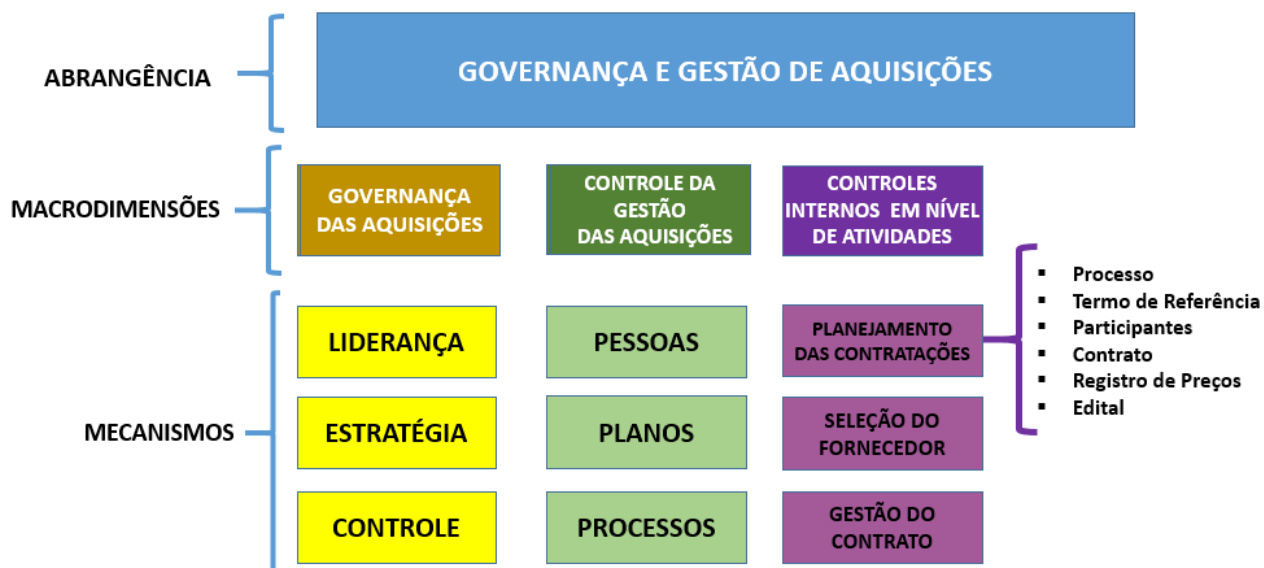 ABRANGÊNCIA
GOVERNANÇA E GESTÃO DE AQUISIÇÕES
MACRODIMENSÕES
GOVERNANÇA
DAS AQUISIÇÕES
CONTROLE DA
GESTÃO
DAS AQUISIÇÕES
CONTROLES
INTERNOS EM NÍVEL
DE ATIVIDADES
MECANISMOS
LIDERANÇA
PESSOAS
PLANEJAMENTO
DAS CONTRATAÇÕES
▪ Processo
▪ Termo de Referência
▪ Participantes
▪ Contrato
▪ Registro de Preços
▪ Edital
ESTRATÉGIA
PLANOS
SELEÇÃO DO
FORNECEDOR
CONTROLE
PROCESSOS
GESTÃO DO
CONTRATO